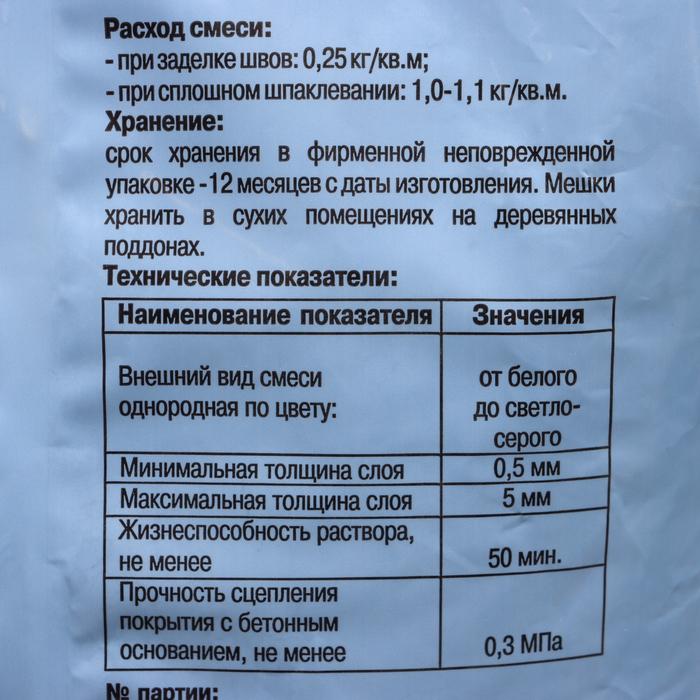 Расход смеси:
- при заделке швов: 0,25 кг/кв.м;
- при сплошном шпаклевании: 1,0-1,1 кг/кв.м.
Хранение:
срок хранения в фирменной неповрежденной
упаковке -12 месяцев с даты изготовления. Мешки
хранить в сухих помещениях на деревянных
поддонах.
Технические показатели:
Наименование показателя Значения
Внешний вид смеси от белого
однородная по цвету: до светло-
серого
Минимальная толщина слоя 0,5 мм
Максимальная толщина слоя 5 мм
Жизнеспособность раствора,
не менее 50 мин.
Прочность сцепления
покрытия с бетонным
основанием, не менее 0,3 МПа
№ партии: